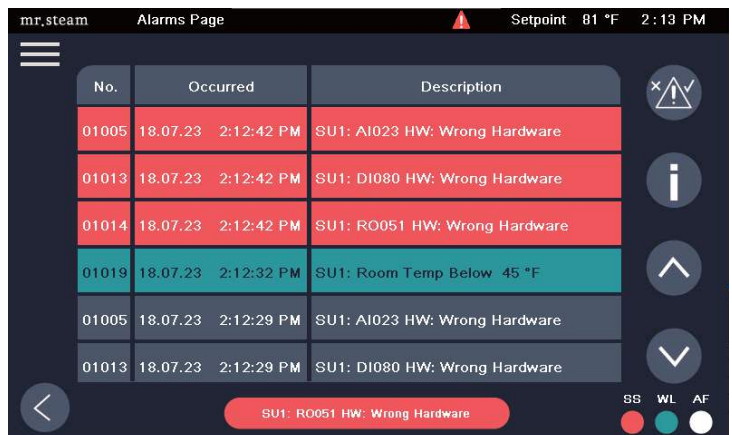 mr.steam Alarms Page Setpoint 81 °F 2:13 PM
No. Occurred Description
01005 18.07.23 2:12:42 PM SU1: AI023 HW: Wrong Hardware
01013 18.07.23 2:12:42 PM SU1: DI080 HW: Wrong Hardware
01014 18.07.23 2:12:42 PM SU1: RO051 HW: Wrong Hardware
01019 18.07.23 2:12:32 PM SU1: Room Temp Below 45 °F
01005 18.07.23 2:12:29 PM SU1: AI023 HW: Wrong Hardware
01013 18.07.23 2:12:29 PM SU1: DI080 HW: Wrong Hardware
SS WL AF
SU1: RO051 HW: Wrong Hardware